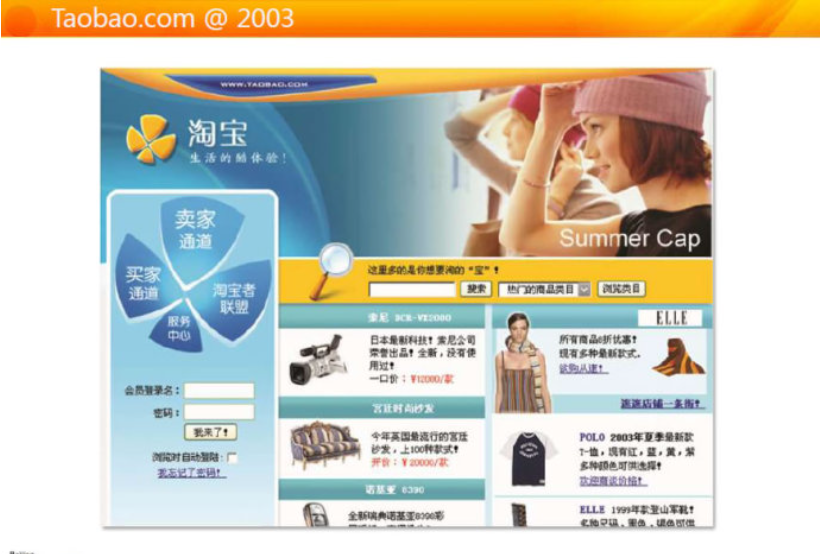 Taobao.com @ 2003
WWW.TAOBAO.COM
淘宝
生活的酷体验!
卖家
通道
买家
通道
淘宝者
联盟
服务
中心
会员登录名:
密码:
我来了!
浏览时自动登陆:
我忘记了密码!
Summer Cap
这里多的是你想要淘的“宝”!
搜索
热门的商品类目
浏览类目
索尼 DCR-VX2000
日本最新科技!索尼公司
荣誉出品!全新,没有使
用过!
一口价:¥12000/款
宫廷时尚沙发
今年英国最流行的宫廷
沙发,上100种款式!
开价:¥20000/款
诺基亚 8390
全新瑞典诺基亚8390彩
ELLE
所有商品6折优惠!
现有多种最新款式,
欲购从速!
逛逛店铺一条街!
POLO 2003年夏季最新款
T-恤,现有红,蓝,黄,紫
多种颜色可供选择!
欢迎商谈价格!
ELLE 1999年款登山军靴!